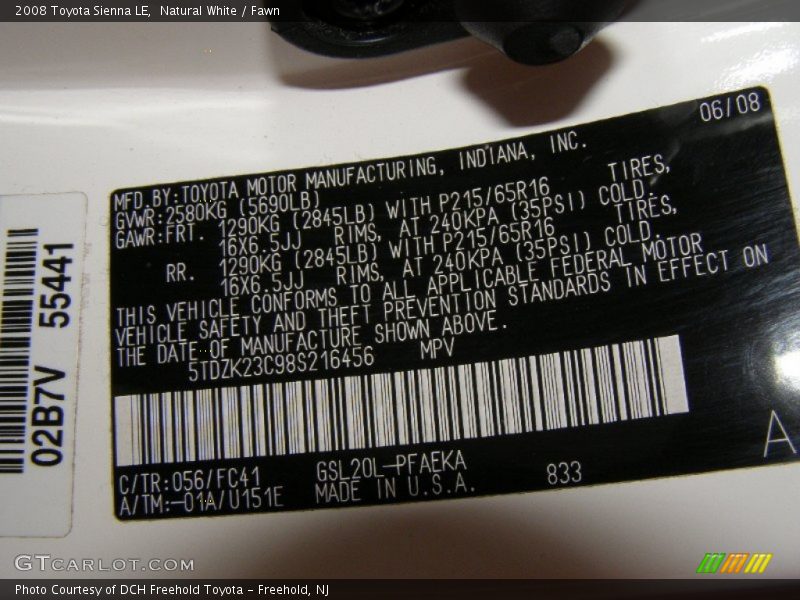 2008 Toyota Sienna LE,  Natural White / Fawn
06/08
MFD.BY:TOYOTA MOTOR MANUFACTURING, INDIANA, INC.
GVWR:2580KG (5690LB)
GAWR:FRT. 1290KG (2845LB) WITH P215/65R16 TIRES,
16X6.5JJ RIMS, AT 240KPA (35PSI) COLD.
RR. 1290KG (2845LB) WITH P215/65R16 TIRES,
16X6.5JJ RIMS, AT 240KPA (35PSI) COLD.
THIS VEHICLE CONFORMS TO ALL APPLICABLE FEDERAL MOTOR
VEHICLE SAFETY AND THEFT PREVENTION STANDARDS IN EFFECT ON
THE DATE OF MANUFACTURE SHOWN ABOVE.
5TDZK23C98S216456 MPV
C/TR:056/FC41 GSL20L-PFAEKA
A/TM:-01A/U151E MADE IN U.S.A. 833
A
02B7V 55441
GTCARLOT.COM
Photo Courtesy of DCH Freehold Toyota - Freehold, NJ